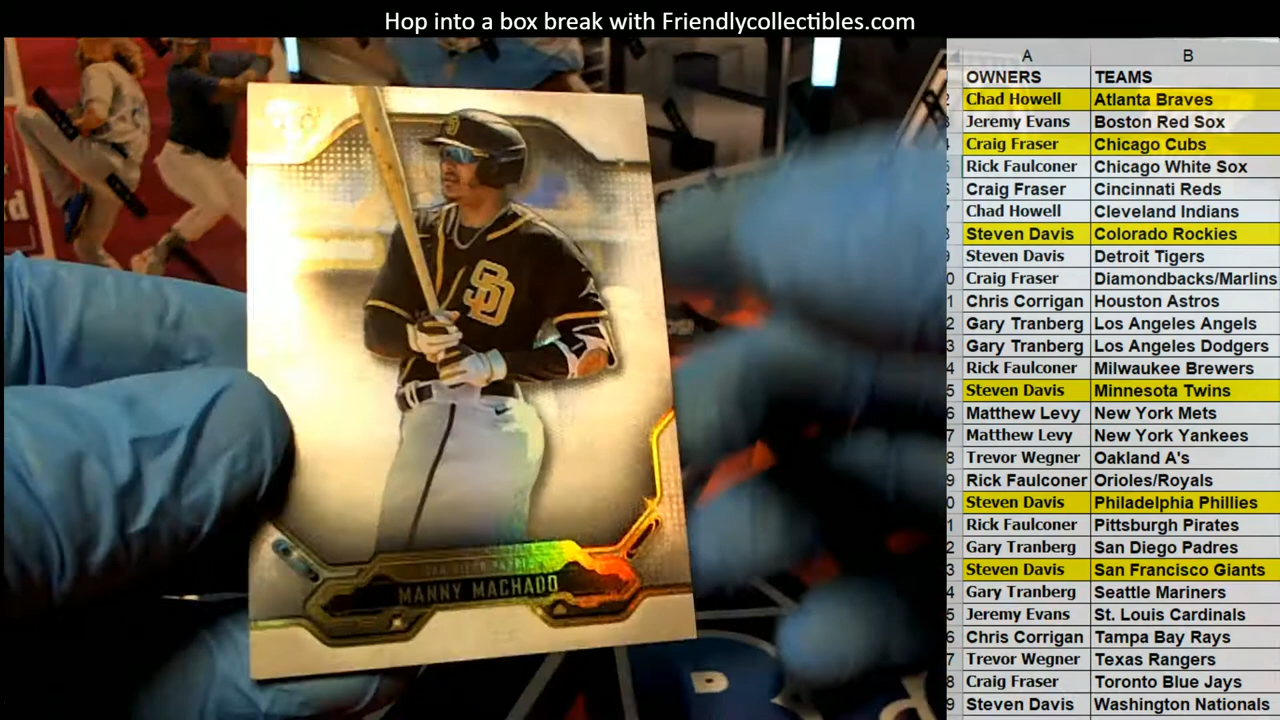 Hop into a box break with Friendlycollectibles.com
A B
OWNERS TEAMS
Chad Howell Atlanta Braves
Jeremy Evans Boston Red Sox
Craig Fraser Chicago Cubs
Rick Faulconer Chicago White Sox
Craig Fraser Cincinnati Reds
Chad Howell Cleveland Indians
Steven Davis Colorado Rockies
Steven Davis Detroit Tigers
Craig Fraser Diamondbacks/Marlins
Chris Corrigan Houston Astros
Gary Tranberg Los Angeles Angels
Gary Tranberg Los Angeles Dodgers
Rick Faulconer Milwaukee Brewers
Steven Davis Minnesota Twins
Matthew Levy New York Mets
Matthew Levy New York Yankees
Trevor Wegner Oakland A's
Rick Faulconer Orioles/Royals
Steven Davis Philadelphia Phillies
Rick Faulconer Pittsburgh Pirates
Gary Tranberg San Diego Padres
Steven Davis San Francisco Giants
Gary Tranberg Seattle Mariners
Jeremy Evans St. Louis Cardinals
Chris Corrigan Tampa Bay Rays
Trevor Wegner Texas Rangers
Craig Fraser Toronto Blue Jays
Steven Davis Washington Nationals
SD
SAN DIEGO PADRES
MANNY MACHADO